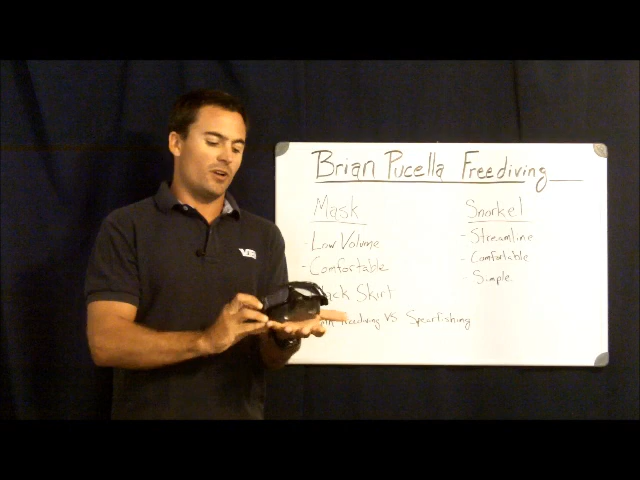 Brian Pucella Freediving
Mask
- Low Volume
- Comfortable
Skirt
Freediving VS Spearfishing
Snorkel
- Streamline
- Comfortable
- Simple